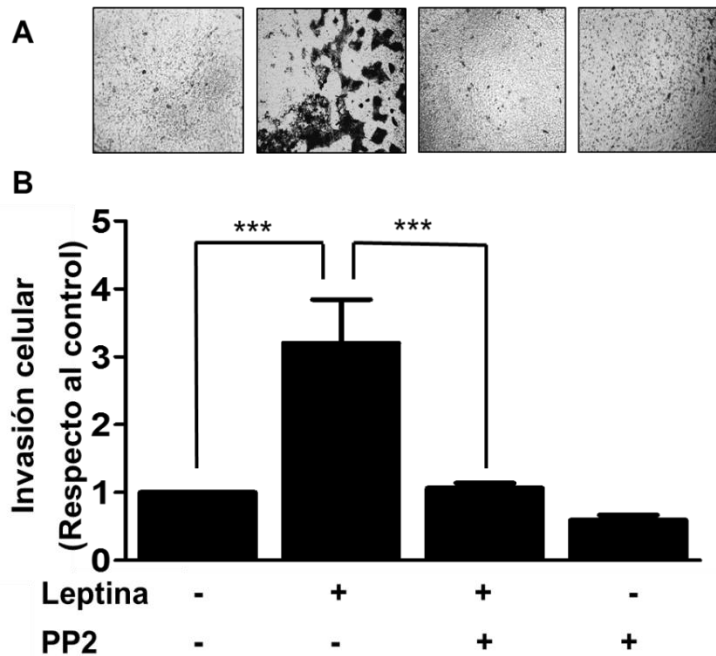 A
B
Invasión celular
(Respecto al control)
5
4
3
2
1
0
***
***
Leptina - + + -
PP2 - - + +